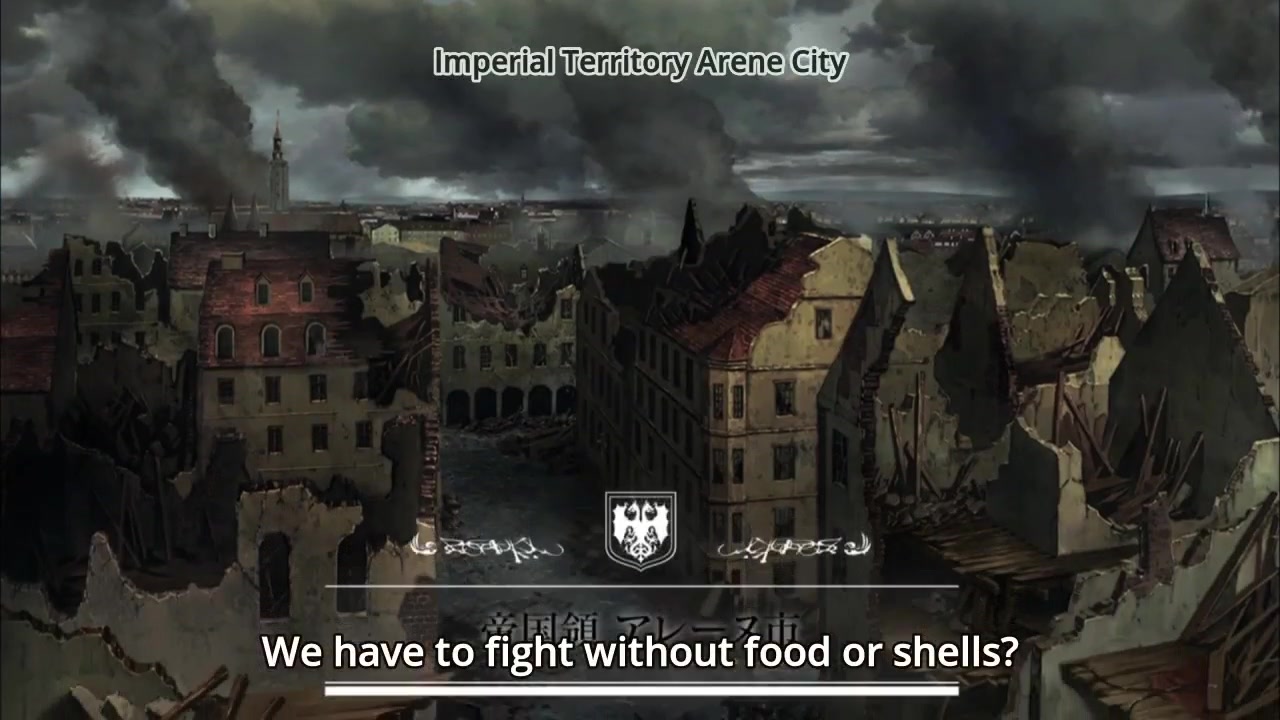 Imperial Territory Arene City
帝国領 アレーヌ市
We have to fight without food or shells?